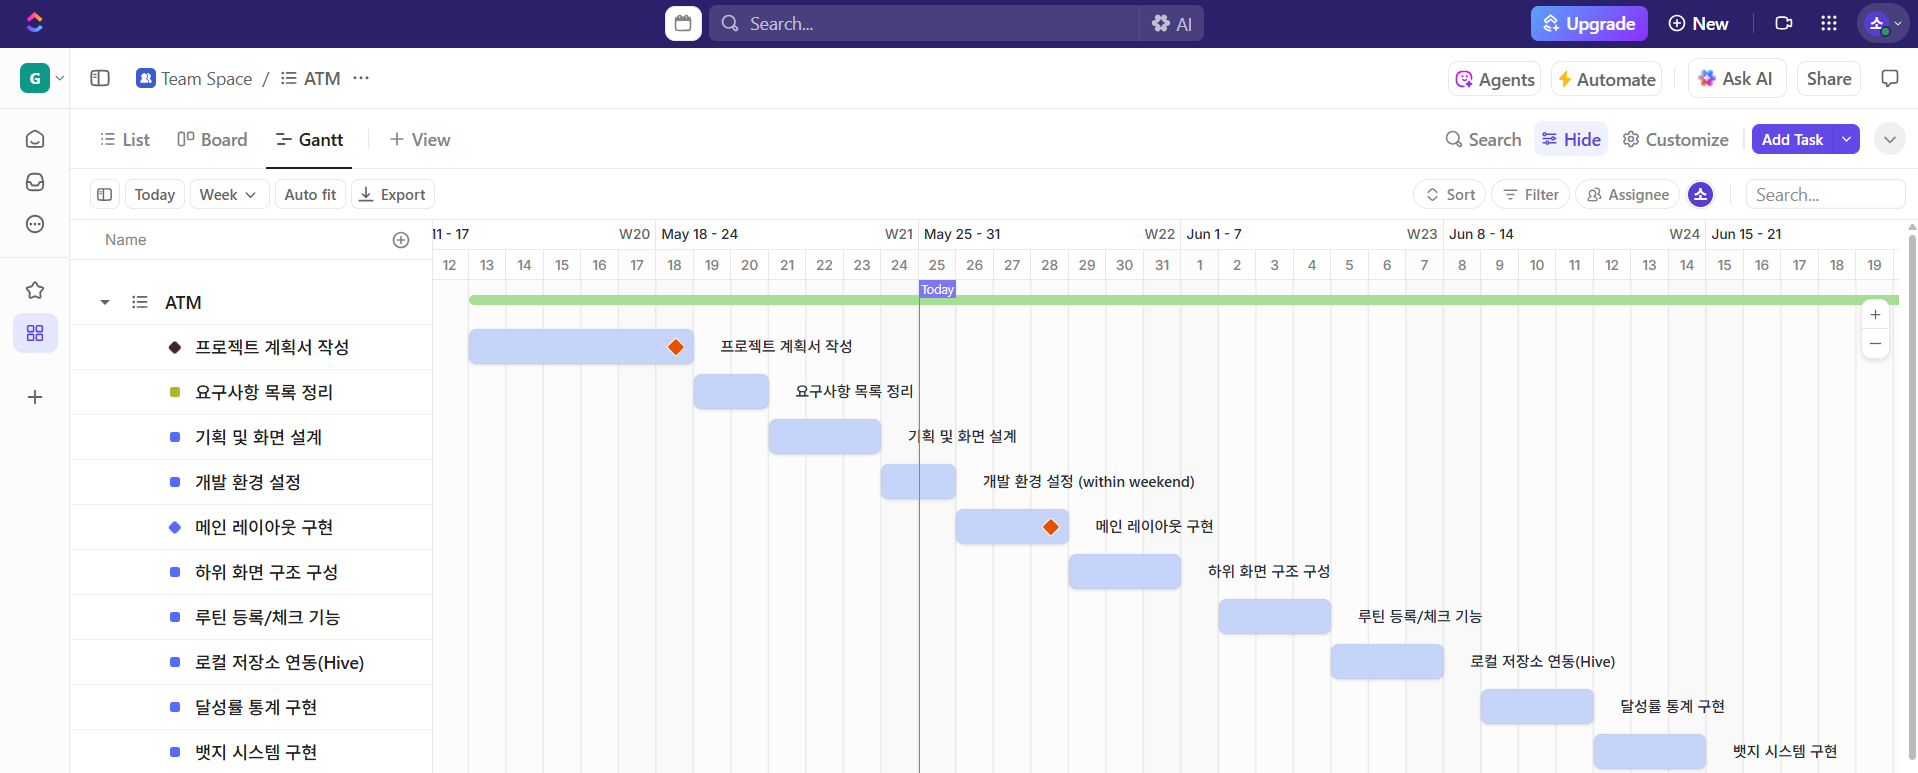 Search...
AI
Upgrade
New
소
G
Team Space / ATM ...
Agents
Automate
Ask AI
Share
List
Board
Gantt
+ View
Search
Hide
Customize
Add Task
Today
Week
Auto fit
Export
Sort
Filter
Assignee
소
Search...
Name
11 - 17
W20
May 18 - 24
W21
May 25 - 31
W22
Jun 1 - 7
W23
Jun 8 - 14
W24
Jun 15 - 21
12 13 14 15 16 17 18 19 20 21 22 23 24 25 26 27 28 29 30 31 1 2 3 4 5 6 7 8 9 10 11 12 13 14 15 16 17 18 19
Today
ATM
프로젝트 계획서 작성
프로젝트 계획서 작성
요구사항 목록 정리
요구사항 목록 정리
기획 및 화면 설계
기획 및 화면 설계
개발 환경 설정
개발 환경 설정 (within weekend)
메인 레이아웃 구현
메인 레이아웃 구현
하위 화면 구조 구성
하위 화면 구조 구성
루틴 등록/체크 기능
루틴 등록/체크 기능
로컬 저장소 연동(Hive)
로컬 저장소 연동(Hive)
달성률 통계 구현
달성률 통계 구현
뱃지 시스템 구현
뱃지 시스템 구현